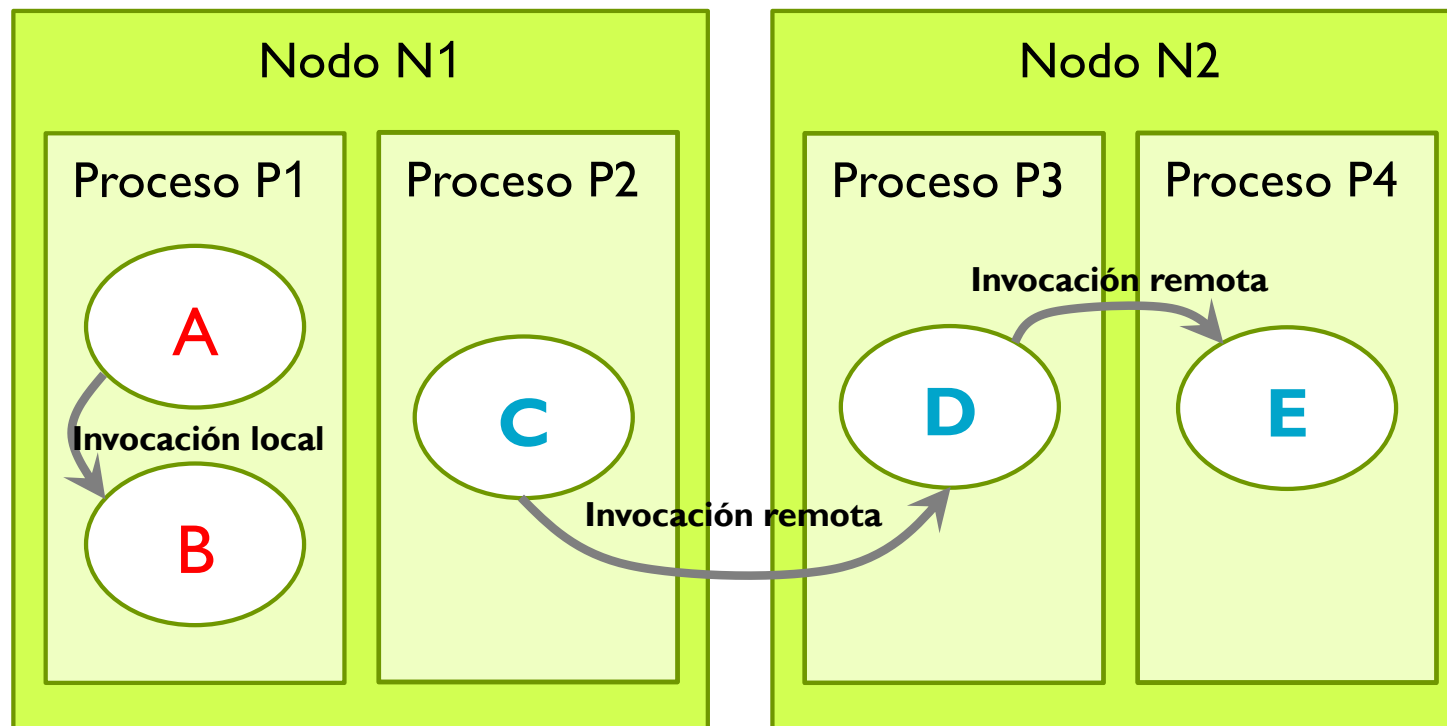 Nodo N1
Nodo N2
Proceso P1
Proceso P2
Proceso P3
Proceso P4
Invocación remota
A
C
D
E
Invocación local
Invocación remota
B